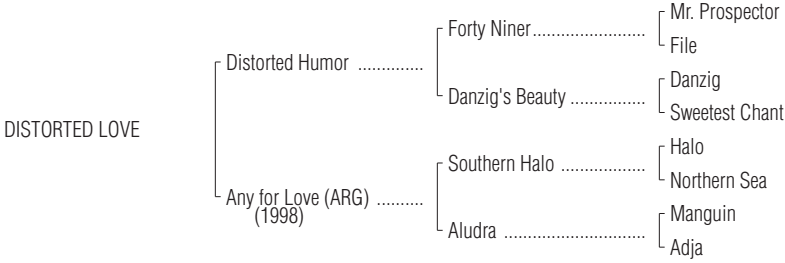 Mr. Prospector
Forty Niner........................
File
Distorted Humor ..............
Danzig
Danzig's Beauty ................
Sweetest Chant
DISTORTED LOVE
Halo
Southern Halo ..................
Northern Sea
Any for Love (ARG) ..........
(1998)
Manguin
Aludra ..............................
Adja